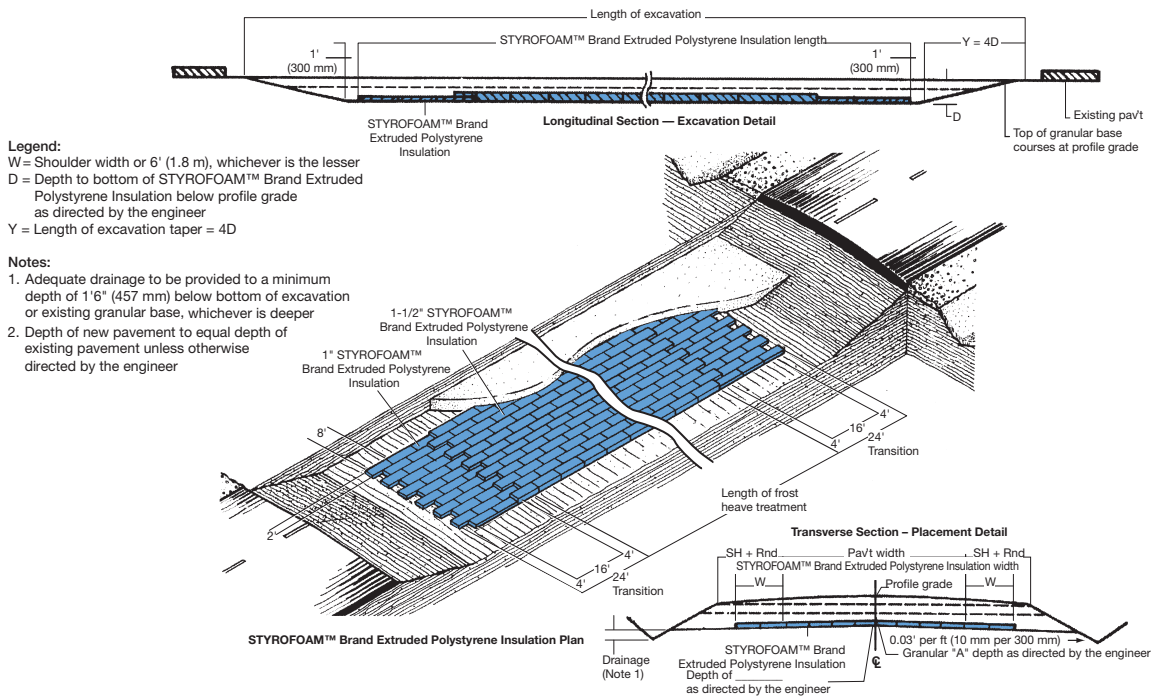 Length of excavation
STYROFOAM™ Brand Extruded Polystyrene Insulation length
Y = 4D
1'
(300 mm)
1'
(300 mm)
STYROFOAM™ Brand
Extruded Polystyrene
Insulation
Longitudinal Section — Excavation Detail
D
Existing pav't
Top of granular base
courses at profile grade
Legend:
W = Shoulder width or 6' (1.8 m), whichever is the lesser
D = Depth to bottom of STYROFOAM™ Brand Extruded
Polystyrene Insulation below profile grade
as directed by the engineer
Y = Length of excavation taper = 4D
Notes:
1. Adequate drainage to be provided to a minimum
depth of 1'6" (457 mm) below bottom of excavation
or existing granular base, whichever is deeper
2. Depth of new pavement to equal depth of
existing pavement unless otherwise
directed by the engineer
1-1/2" STYROFOAM™
Brand Extruded Polystyrene
Insulation
1" STYROFOAM™
Brand Extruded Polystyrene
Insulation
8'
2'
4'
16'
4'
24'
Transition
Length of frost
heave treatment
4'
16'
4'
24'
Transition
STYROFOAM™ Brand Extruded Polystyrene Insulation Plan
Transverse Section – Placement Detail
SH + Rnd
Pav't width
SH + Rnd
STYROFOAM™ Brand Extruded Polystyrene Insulation width
W
W
Profile grade
0.03' per ft (10 mm per 300 mm)
Granular "A" depth as directed by the engineer
℄
Drainage
(Note 1)
STYROFOAM™ Brand
Extruded Polystyrene Insulation
Depth of ________
as directed by the engineer